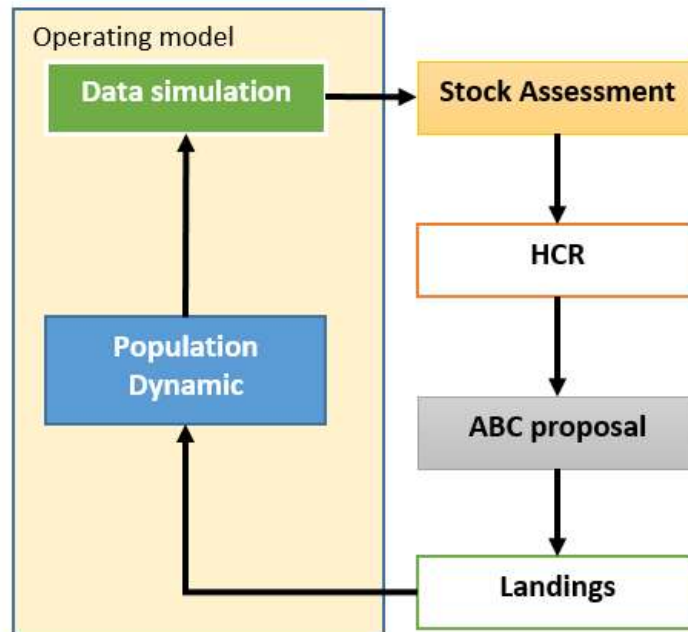 Operating model
Data simulation
Stock Assessment
HCR
Population
Dynamic
ABC proposal
Landings